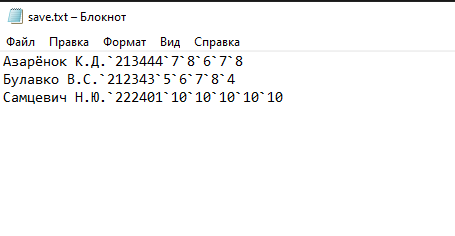 save.txt – Блокнот
Файл Правка Формат Вид Справка
Азарёнок К.Д.`213444`7`8`6`7`8
Булавко В.С.`212343`5`6`7`8`4
Самцевич Н.Ю.`222401`10`10`10`10`10